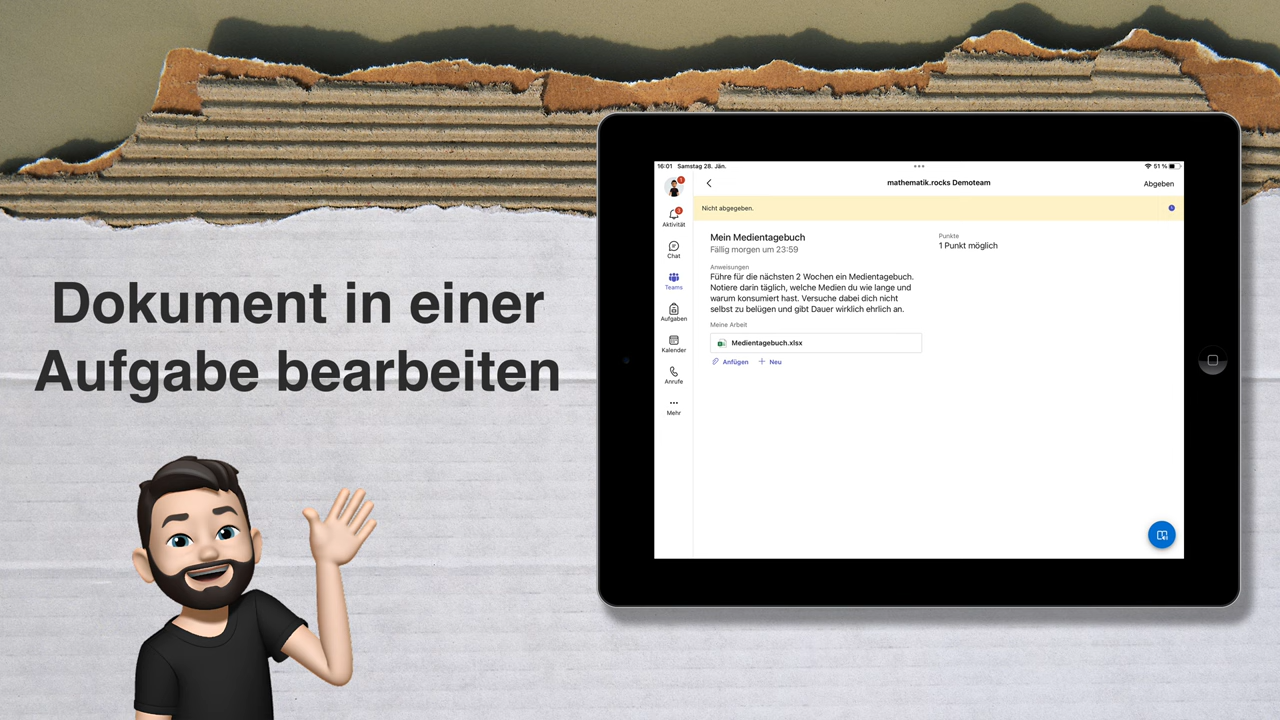 Dokument in einer
Aufgabe bearbeiten
16:01 Samstag 28. Jän.
51 %
mathematik.rocks Demoteam
Abgeben
Nicht abgegeben.
1
3
Aktivität
Chat
Teams
Aufgaben
Kalender
Anrufe
Mehr
Mein Medientagebuch
Fällig morgen um 23:59
Punkte
1 Punkt möglich
Anweisungen
Führe für die nächsten 2 Wochen ein Medientagebuch.
Notiere darin täglich, welche Medien du wie lange und
warum konsumiert hast. Versuche dabei dich nicht
selbst zu belügen und gibt Dauer wirklich ehrlich an.
Meine Arbeit
Medientagebuch.xlsx
Anfügen
Neu